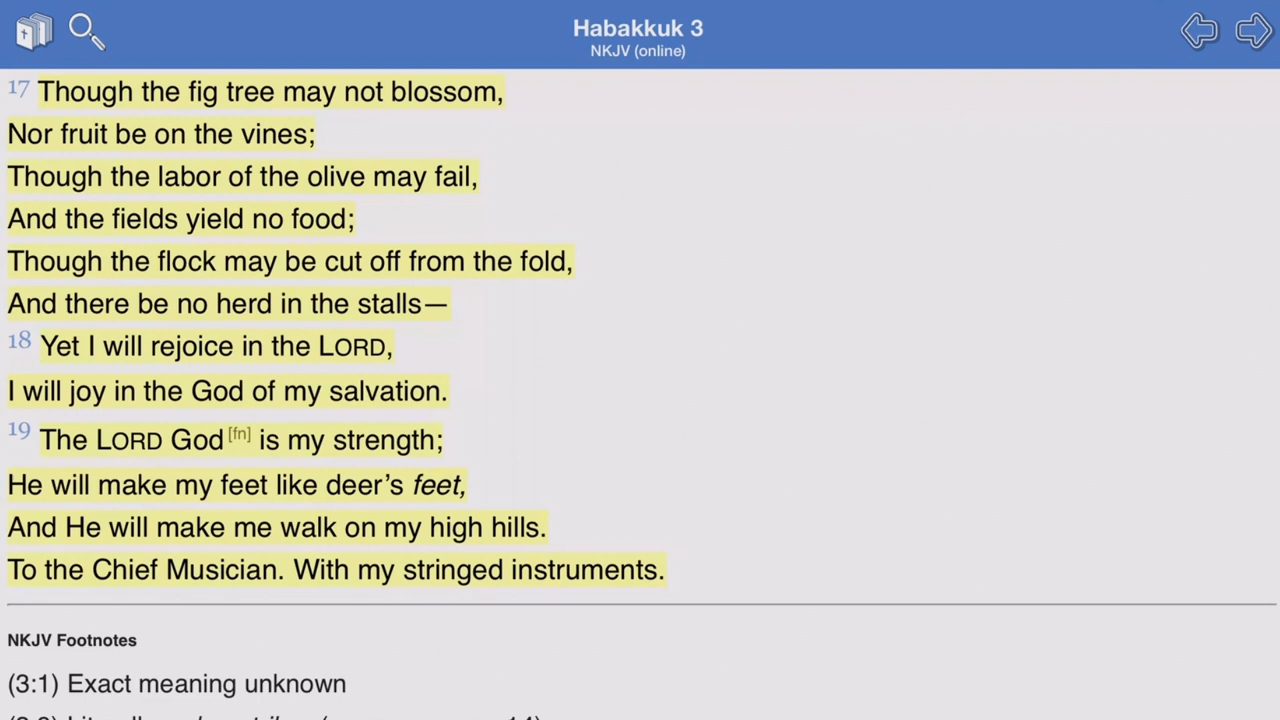 Habakkuk 3
NKJV (online)
17 Though the fig tree may not blossom,
Nor fruit be on the vines;
Though the labor of the olive may fail,
And the fields yield no food;
Though the flock may be cut off from the fold,
And there be no herd in the stalls—
18 Yet I will rejoice in the LORD,
I will joy in the God of my salvation.
19 The LORD God [fn] is my strength;
He will make my feet like deer’s feet,
And He will make me walk on my high hills.
To the Chief Musician. With my stringed instruments.
NKJV Footnotes
(3:1) Exact meaning unknown